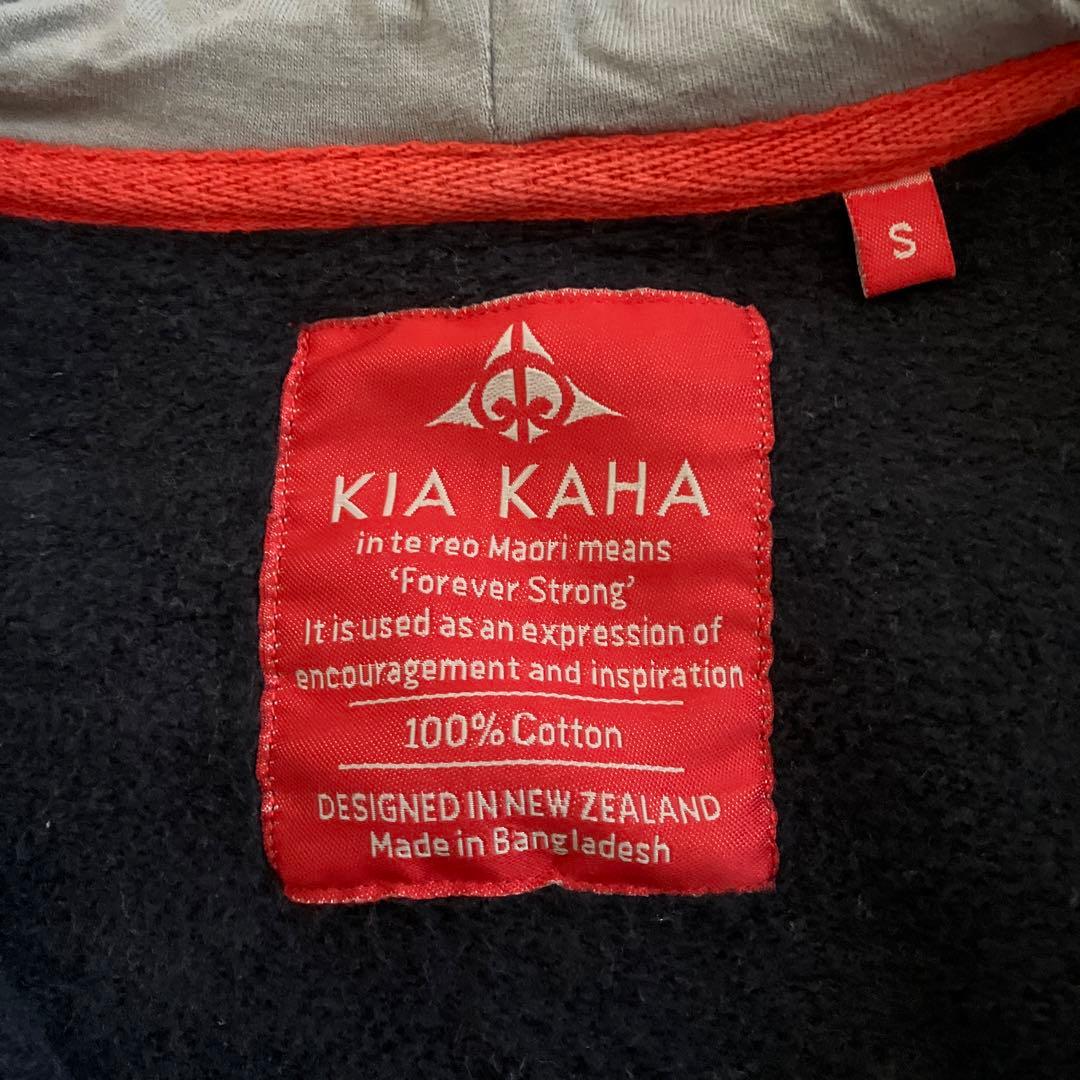 S
KIA KAHA
in te reo Maori means
‘Forever Strong’
It is used as an expression of
encouragement and inspiration
100% Cotton
DESIGNED IN NEW ZEALAND
Made in Bangladesh